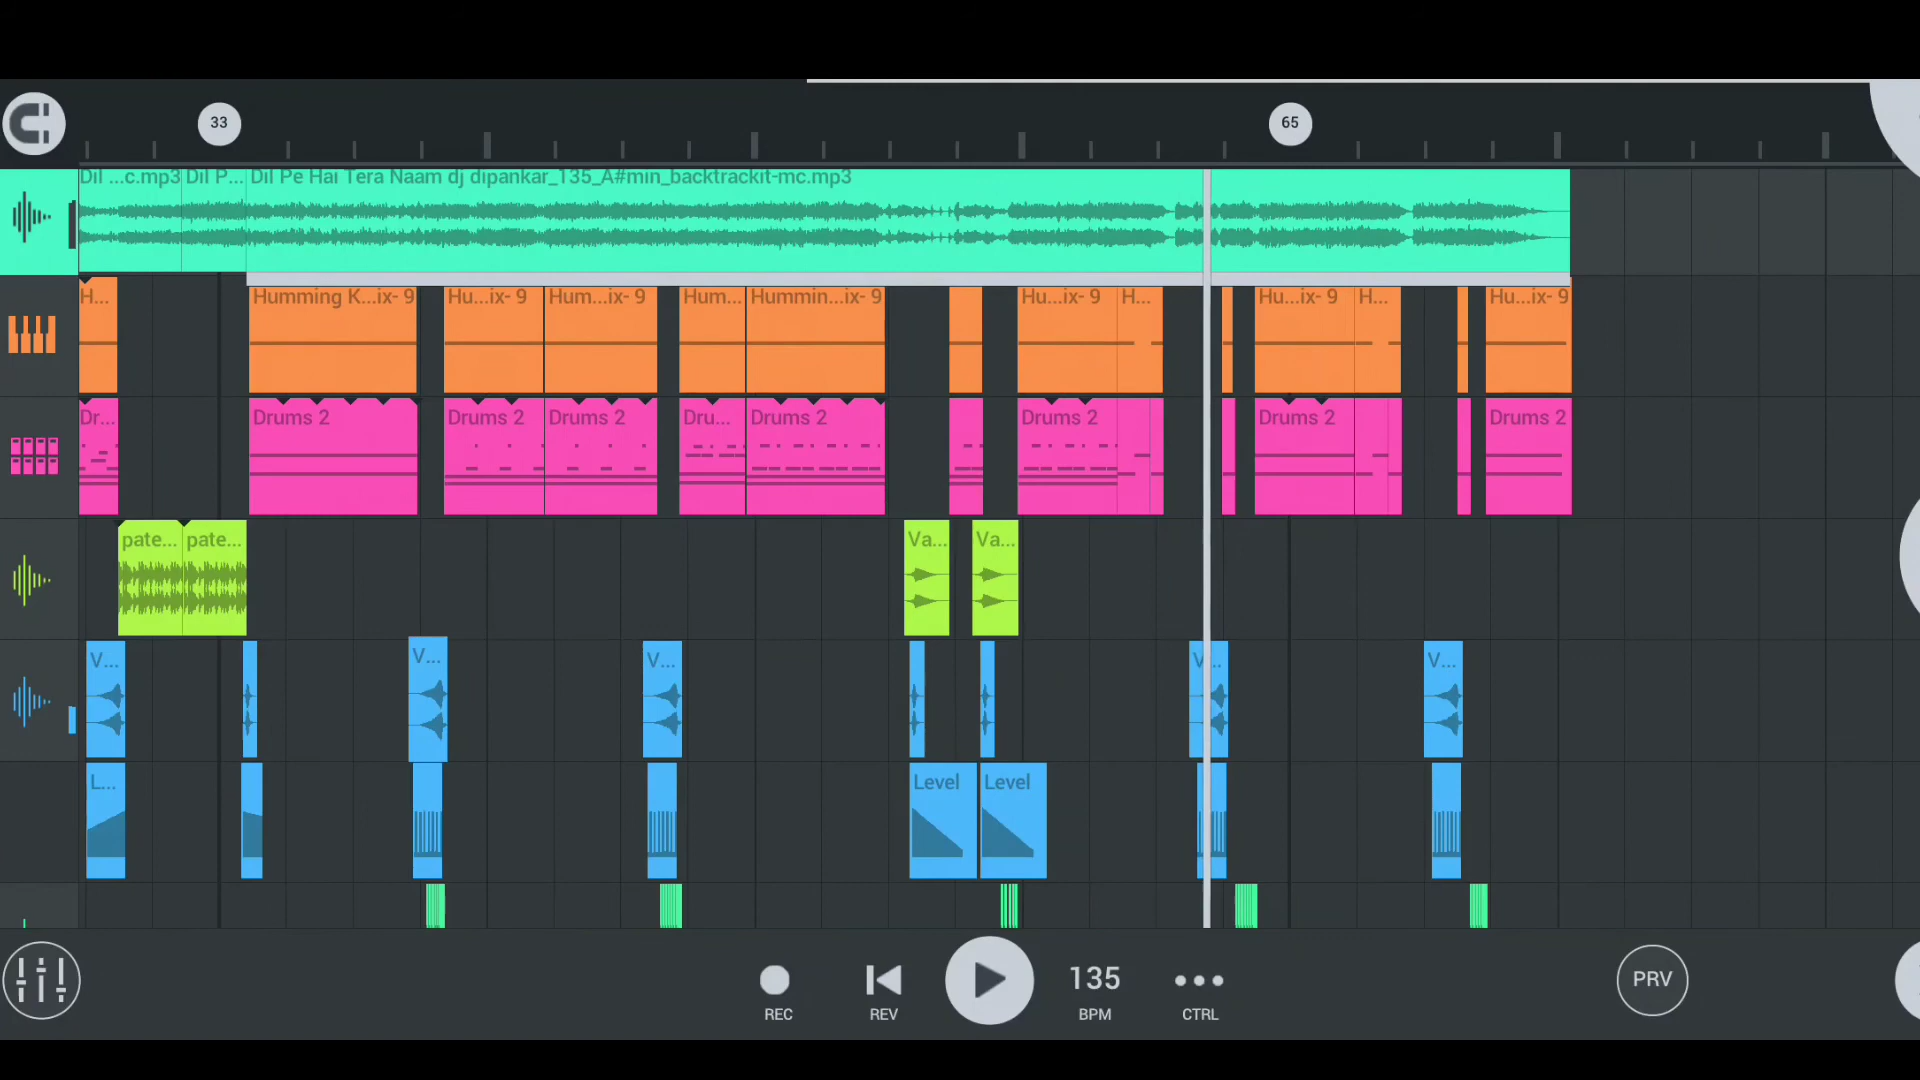 33
65
Dil ...c.mp3
Dil P...
Dil Pe Hai Tera Naam dj dipankar_135_A#min_backtrackit-mc.mp3
H...
Humming K...ix- 9
Hu...ix- 9
Hum...ix- 9
Hum...
Hummin...ix- 9
Hu...ix- 9
H...
Hu...ix- 9
H...
Hu...ix- 9
Dr...
Drums 2
Drums 2
Drums 2
Dru...
Drums 2
Drums 2
Drums 2
Drums 2
pate...
pate...
Va...
Va...
V...
V...
V...
V...
V...
L...
Level
Level
135
PRV
REC
REV
BPM
CTRL